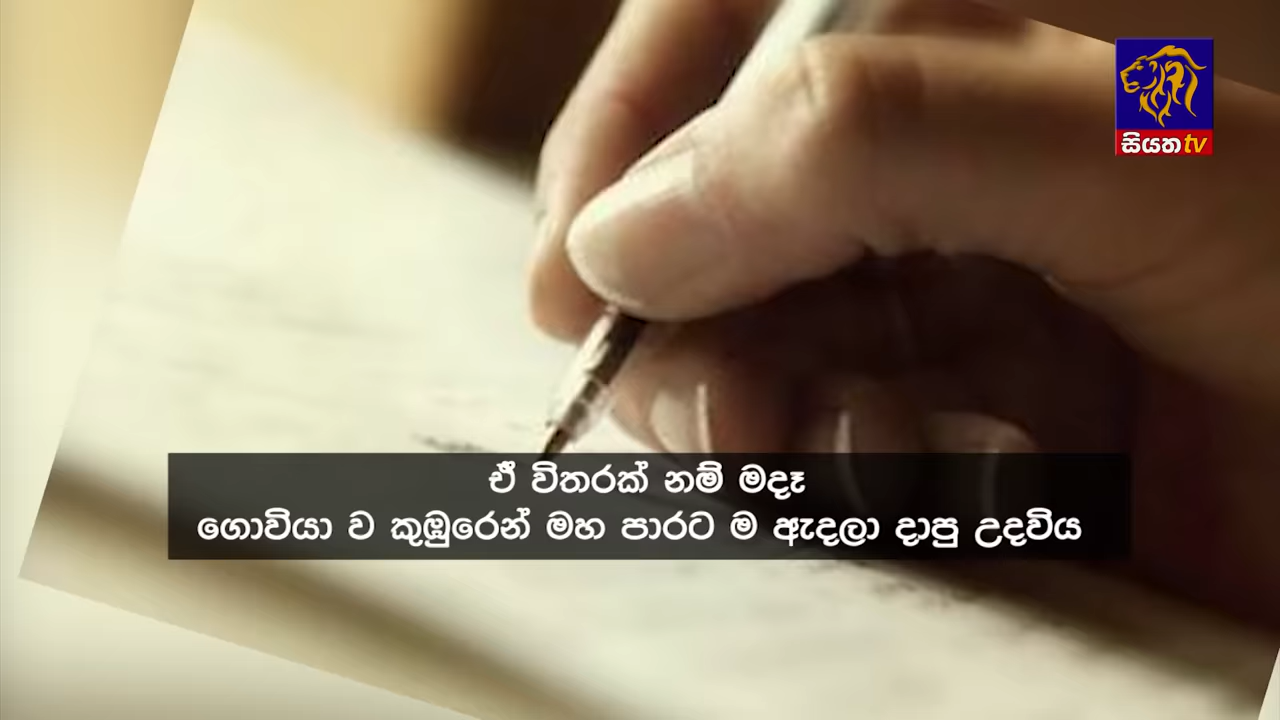 සියත tv
ඒ විතරක් නම් මදෑ
ගොවියා ව කුඹුරෙන් මහ පාරට ම ඇදලා දාපු උදවිය